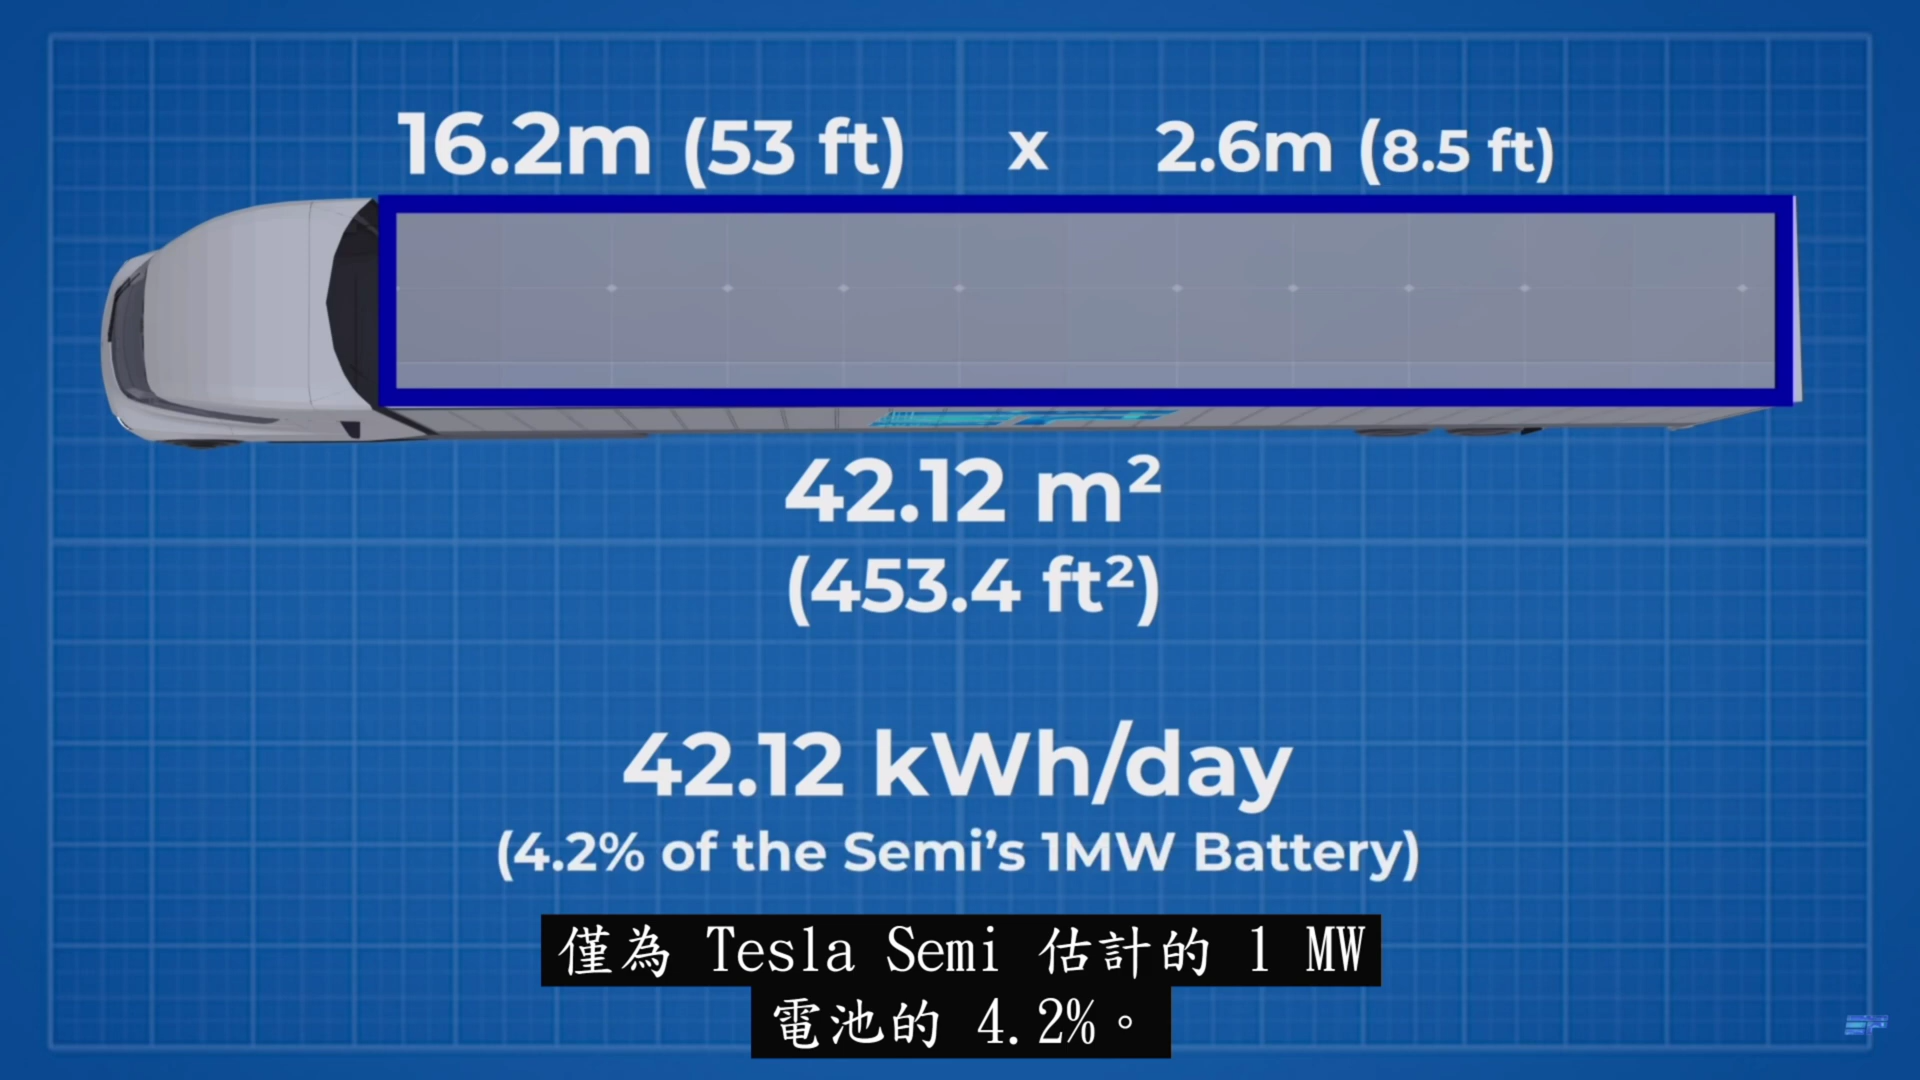 16.2m (53 ft) x 2.6m (8.5 ft)
42.12 m²
(453.4 ft²)
42.12 kWh/day
(4.2% of the Semi's 1MW Battery)
僅為 Tesla Semi 估計的 1 MW
電池的 4.2%。